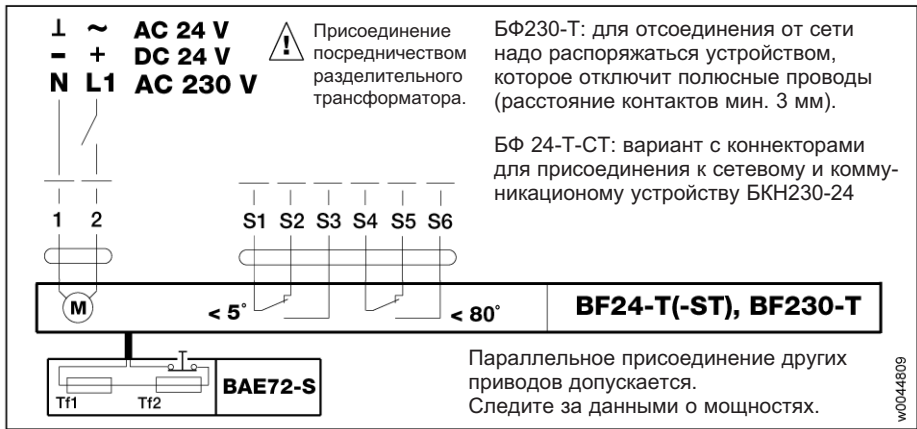 ⊥ ~ AC 24 V
– + DC 24 V
N L1 AC 230 V
Присоединение
посредничеством
разделительного
трансформатора.
БФ230-Т: для отсоединения от сети
надо распоряжаться устройством,
которое отключит полюсные проводы
(расстояние контактов мин. 3 мм).
БФ 24-Т-СТ: вариант с коннекторами
для присоединения к сетевому и комму-
никационому устройству БКН230-24
1 2 S1 S2 S3 S4 S5 S6
M < 5° < 80° BF24-T(-ST), BF230-T
Tf1 Tf2 BAE72-S
Параллельное присоединение других
приводов допускается.
Следите за данными о мощностях.
w0044809